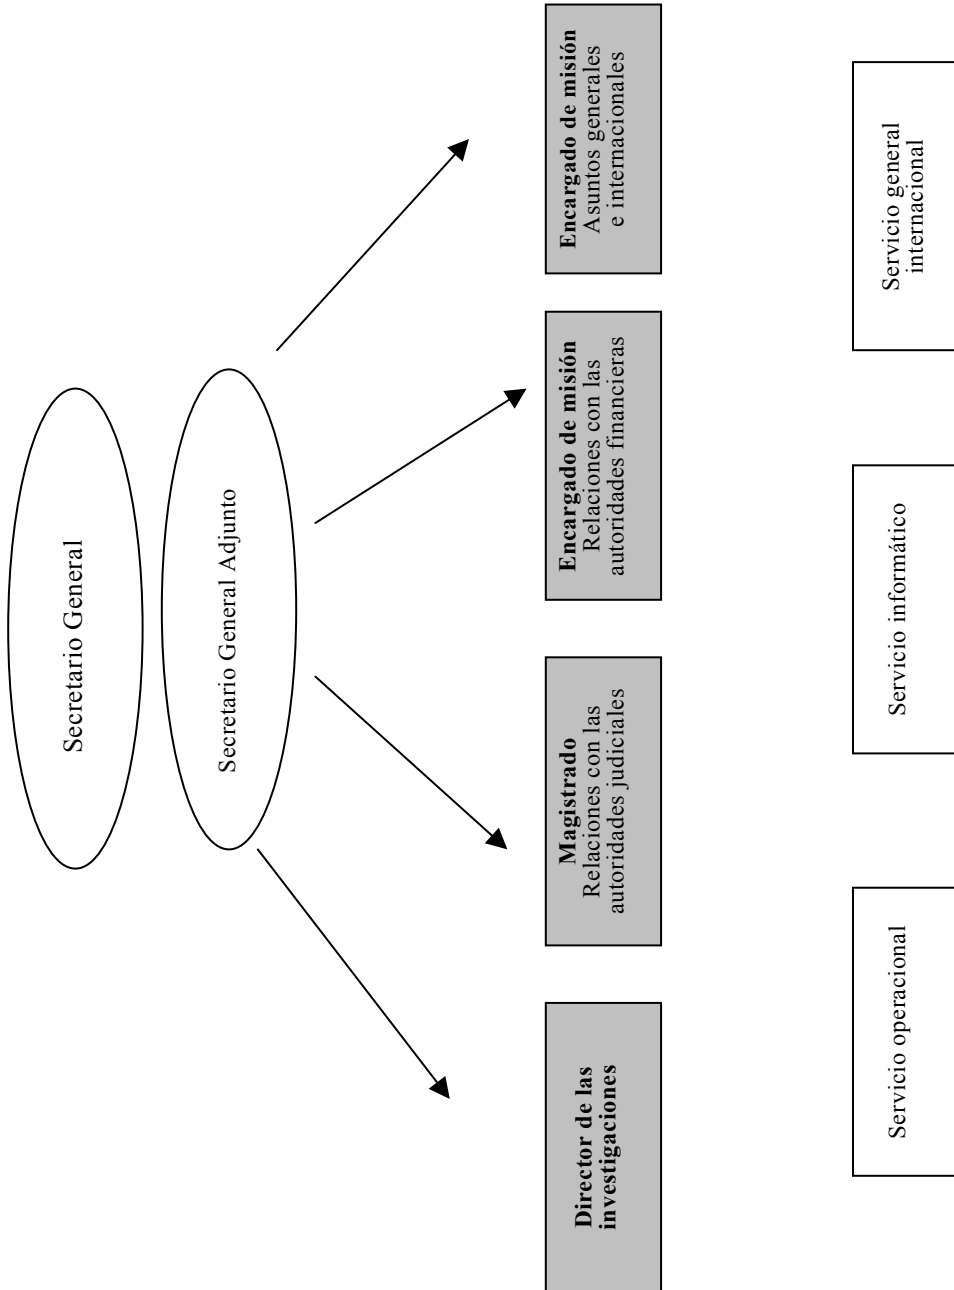 Secretario General
Secretario General Adjunto
Director de las
investigaciones
Magistrado
Relaciones con las
autoridades judiciales
Encargado de misión
Relaciones con las
autoridades financieras
Encargado de misión
Asuntos generales
e internacionales
Servicio operacional
Servicio informático
Servicio general
internacional